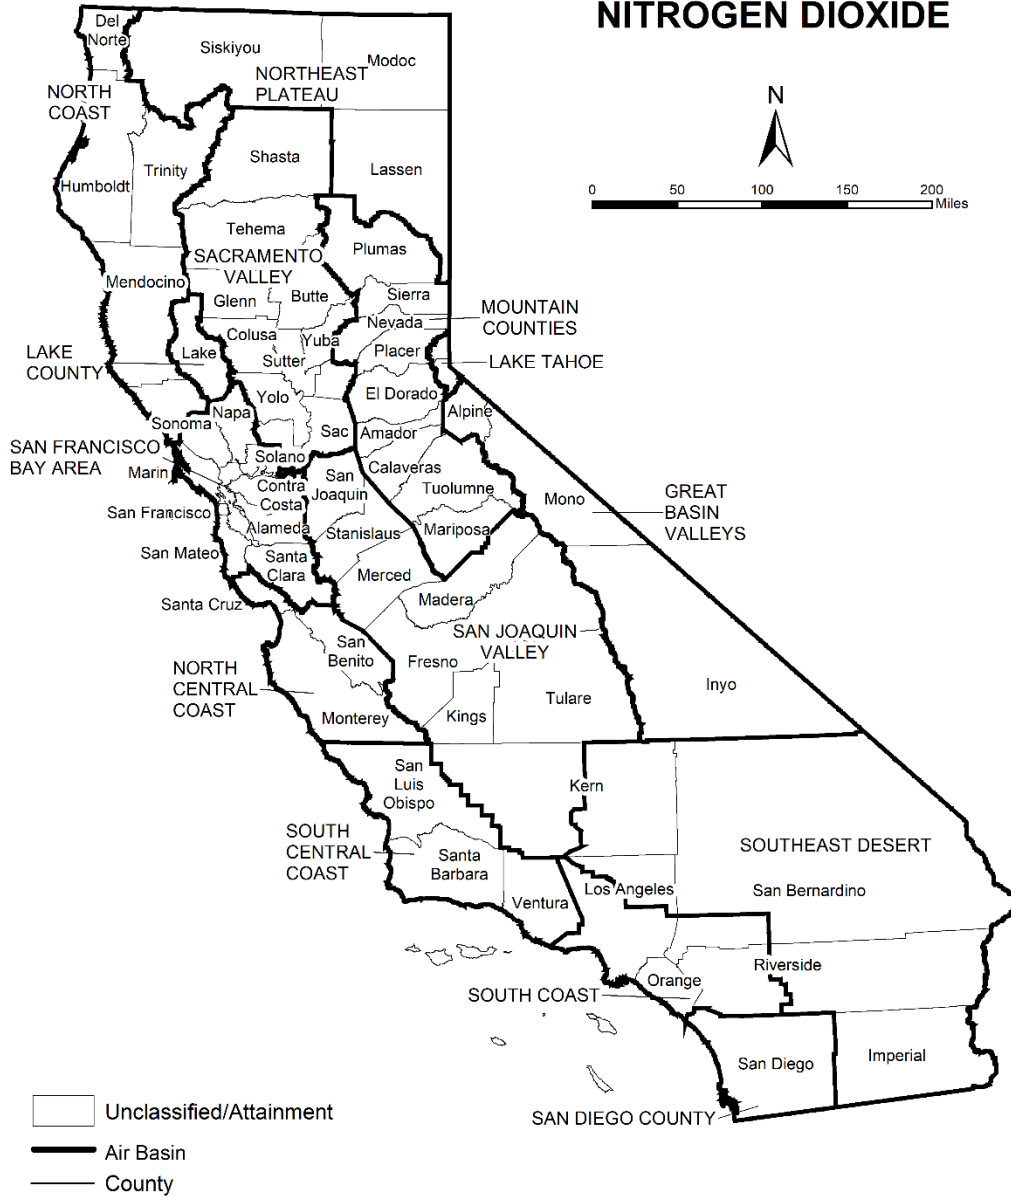 NITROGEN DIOXIDE
Del
Norte
Siskiyou
Modoc
NORTHEAST
PLATEAU
NORTH
COAST
N
Shasta
Trinity
Lassen
Humboldt
0 50 100 150 200
Miles
Tehema
Plumas
SACRAMENTO
VALLEY
Mendocino
Glenn
Butte
Sierra
MOUNTAIN
COUNTIES
Nevada
Colusa
Yuba
Sutter
Placer
LAKE
COUNTY
Lake
LAKE TAHOE
Yolo
El Dorado
Napa
Alpine
Sonoma
Sac
Amador
SAN FRANCISCO
BAY AREA
Solano
Marin
Calaveras
San
Joaquin
Contra
Costa
Tuolumne
Mono
GREAT
BASIN
VALLEYS
San Francisco
Alameda
Stanislaus
Mariposa
San Mateo
Santa
Clara
Merced
Santa Cruz
Madera
SAN JOAQUIN
VALLEY
San
Benito
Fresno
NORTH
CENTRAL
COAST
Inyo
Tulare
Monterey
Kings
San
Luis
Obispo
Kern
SOUTH
CENTRAL
COAST
SOUTHEAST DESERT
Santa
Barbara
Los Angeles
San Bernardino
Ventura
Riverside
Orange
SOUTH COAST
San Diego
Imperial
SAN DIEGO COUNTY
Unclassified/Attainment
Air Basin
County